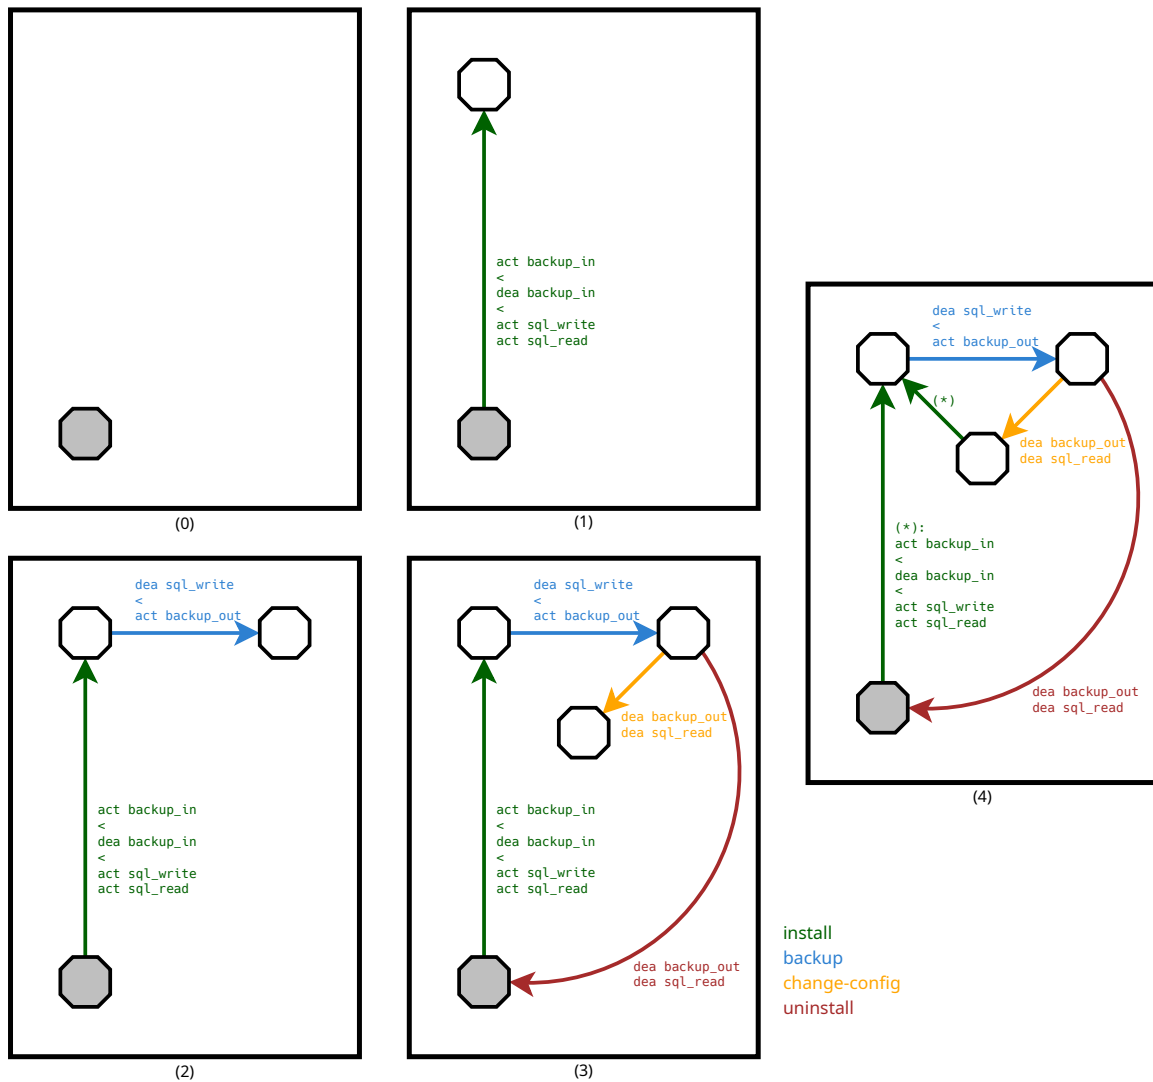 (0)
act backup_in
<
dea backup_in
<
act sql_write
act sql_read
(1)
dea sql_write
<
act backup_out
act backup_in
<
dea backup_in
<
act sql_write
act sql_read
(2)
dea sql_write
<
act backup_out
dea backup_out
dea sql_read
act backup_in
<
dea backup_in
<
act sql_write
act sql_read
dea backup_out
dea sql_read
(3)
dea sql_write
<
act backup_out
(*)
dea backup_out
dea sql_read
(*):
act backup_in
<
dea backup_in
<
act sql_write
act sql_read
dea backup_out
dea sql_read
(4)
install
backup
change-config
uninstall